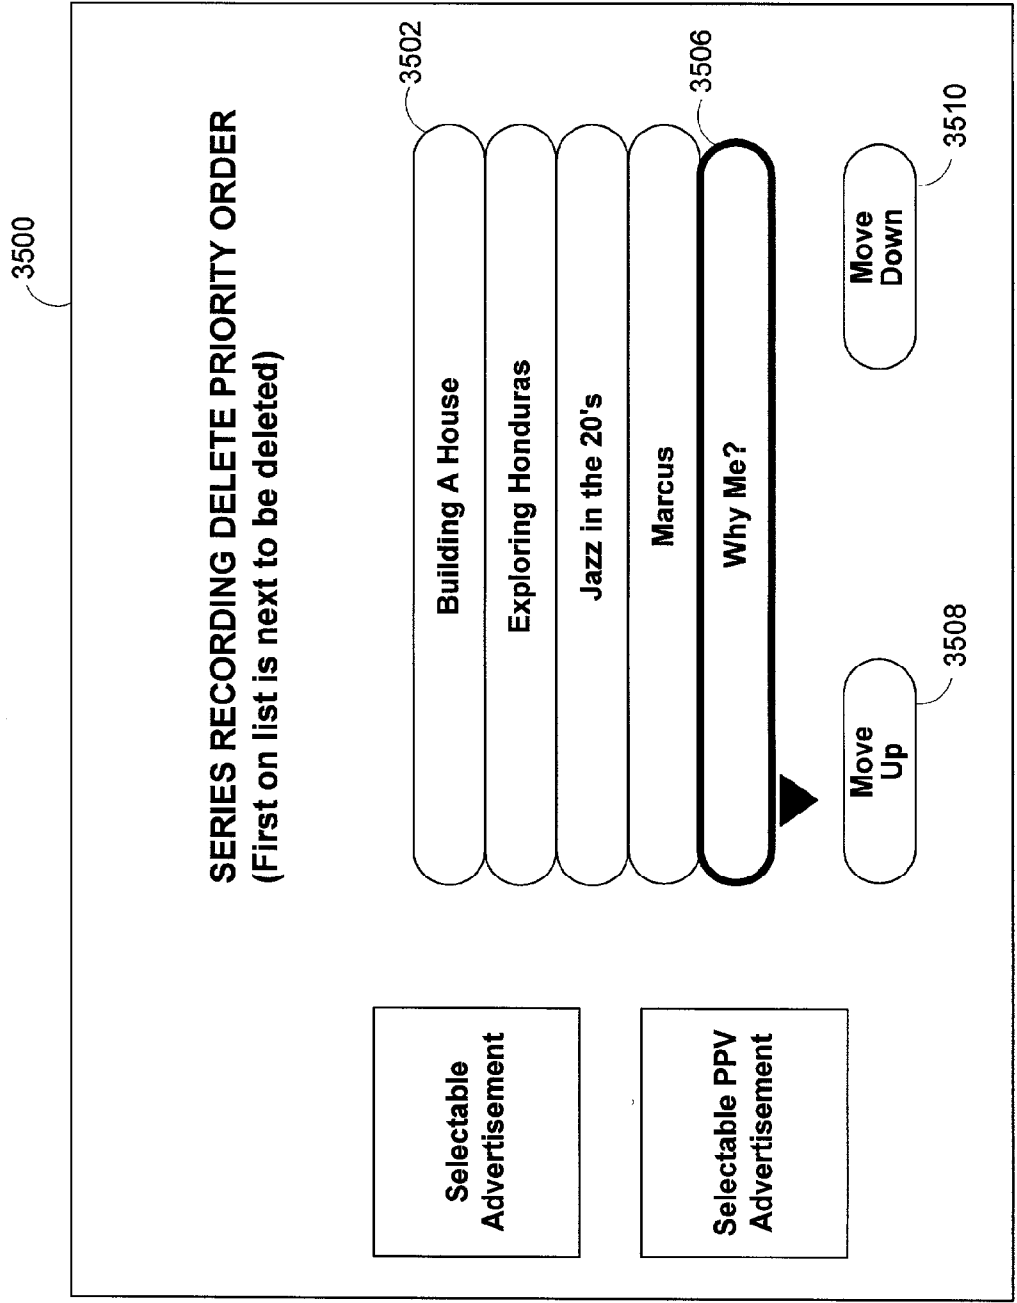 3500
SERIES RECORDING DELETE PRIORITY ORDER
(First on list is next to be deleted)
Selectable
Advertisement
Selectable PPV
Advertisement
3502
Building A House
Exploring Honduras
Jazz in the 20's
Marcus
3506
Why Me?
Move
Up
3508
Move
Down
3510